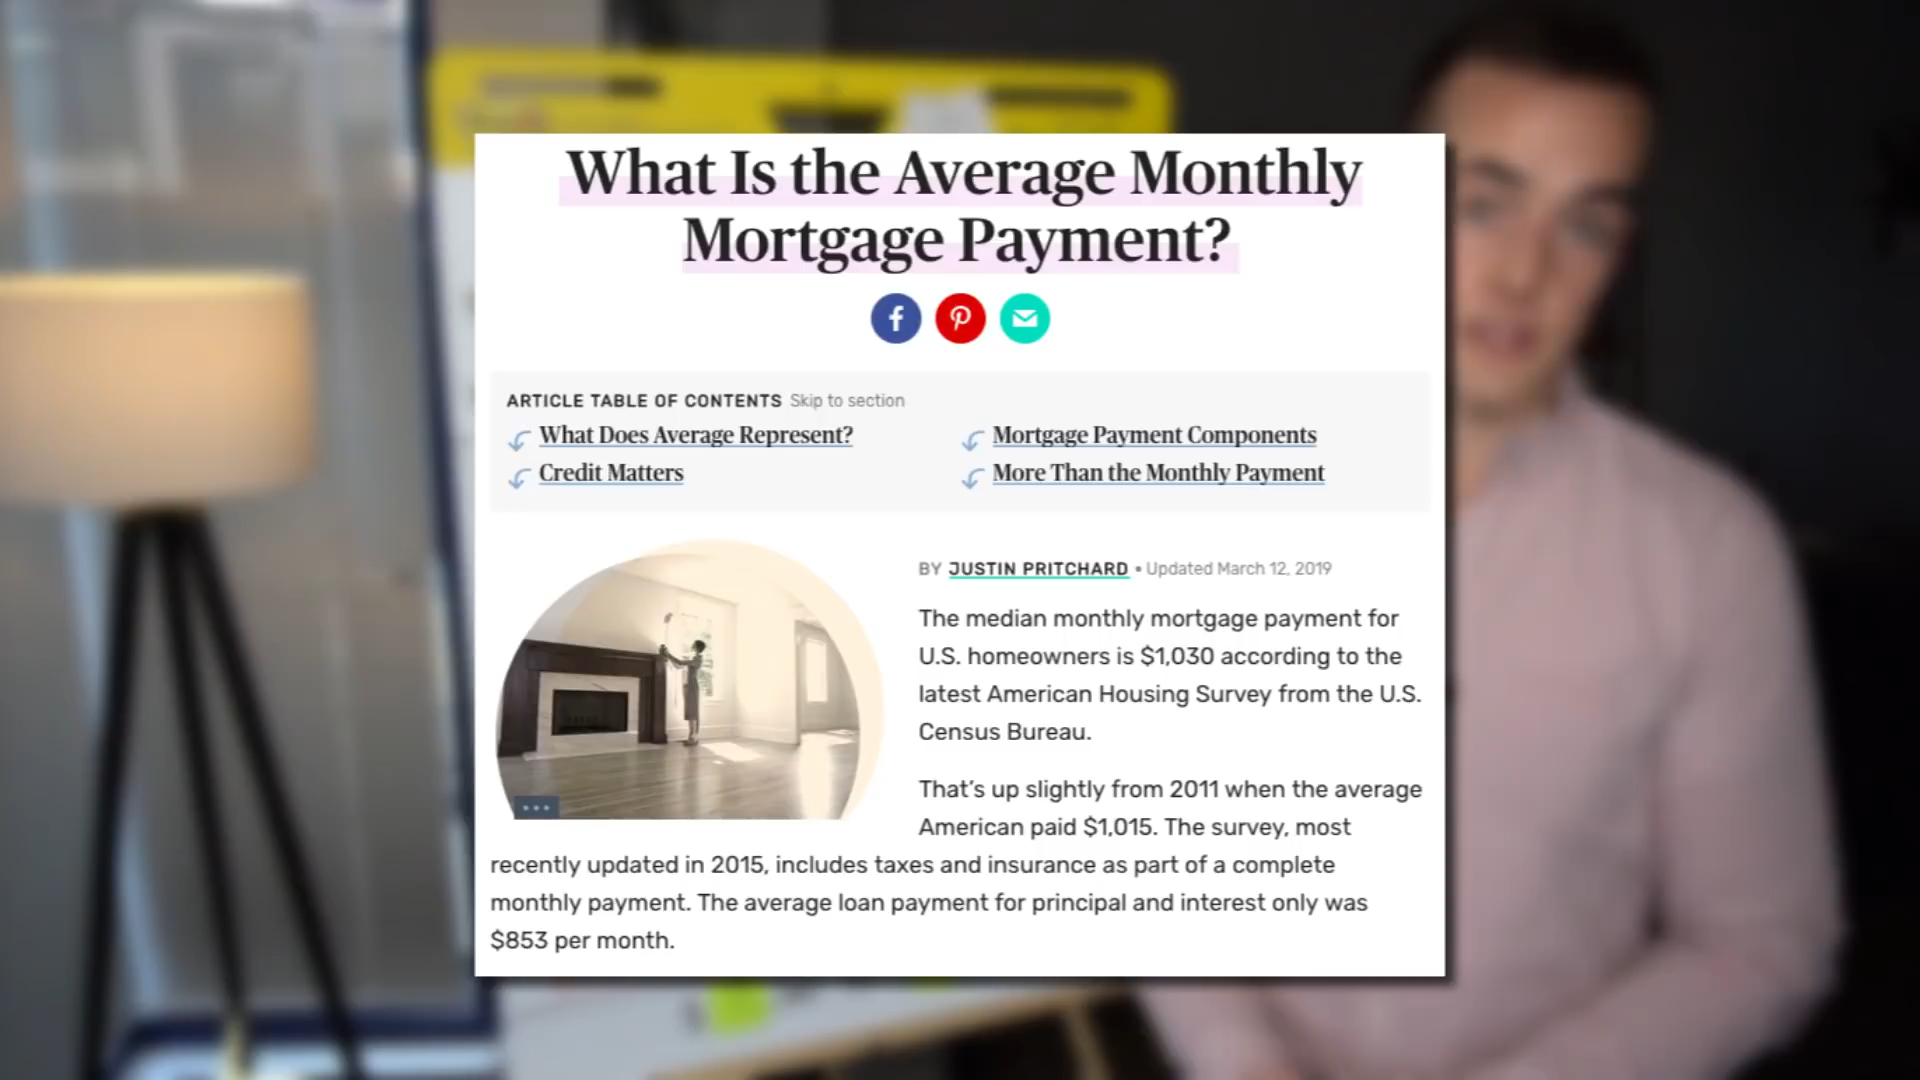 What Is the Average Monthly
Mortgage Payment?
ARTICLE TABLE OF CONTENTS Skip to section
What Does Average Represent?
Mortgage Payment Components
Credit Matters
More Than the Monthly Payment
BY JUSTIN PRITCHARD • Updated March 12, 2019
The median monthly mortgage payment for
U.S. homeowners is $1,030 according to the
latest American Housing Survey from the U.S.
Census Bureau.
That's up slightly from 2011 when the average
American paid $1,015. The survey, most
recently updated in 2015, includes taxes and insurance as part of a complete
monthly payment. The average loan payment for principal and interest only was
$853 per month.